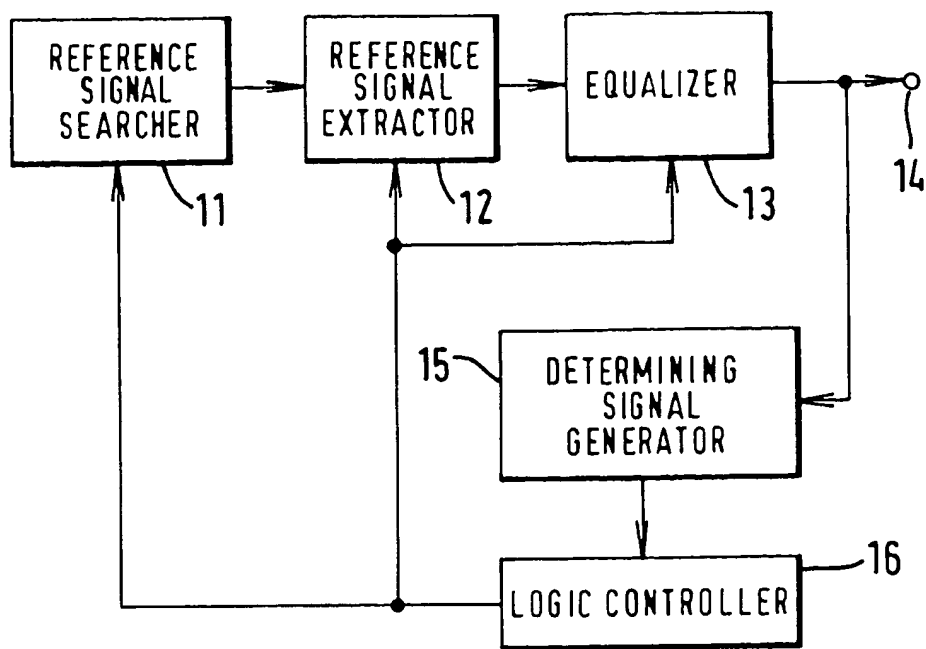 REFERENCE
SIGNAL
SEARCHER
11
REFERENCE
SIGNAL
EXTRACTOR
12
EQUALIZER
13
14
15
DETERMINING
SIGNAL
GENERATOR
16
LOGIC CONTROLLER